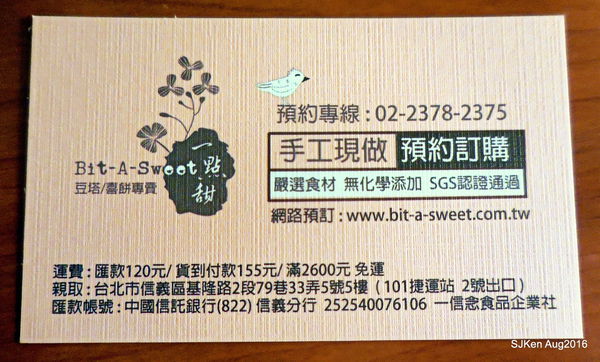 Bit-A-Sweet
一點甜
豆塔/喜餅專賣
預約專線 : 02-2378-2375
手工現做 預約訂購
嚴選食材 無化學添加 SGS認證通過
網路預訂 : www.bit-a-sweet.com.tw
運費 : 匯款120元/ 貨到付款155元/ 滿2600元 免運
親取 : 台北市信義區基隆路2段79巷33弄5號5樓 ( 101捷運站 2號出口 )
匯款帳號 : 中國信託銀行(822) 信義分行 252540076106 一信悆食品企業社
SJKen Aug2016